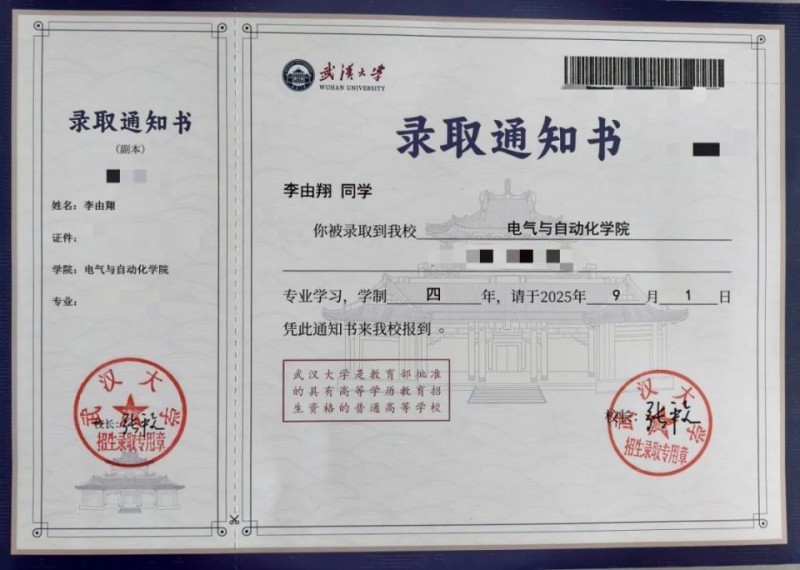 录取通知书
(副本)
姓名：李由翔
证件：
学院：电气与自动化学院
专业：
武汉大学
校长：张平文
招生录取专用章
武汉大学
WUHAN UNIVERSITY
录取通知书
李由翔 同学
你被录取到我校 电气与自动化学院
专业学习，学制 四 年，请于2025年 9 月 1 日
凭此通知书来我校报到。
武汉大学是教育部批准
的具有高等学历教育招
生资格的普通高等学校
武汉大学
校长：张平文
招生录取专用章